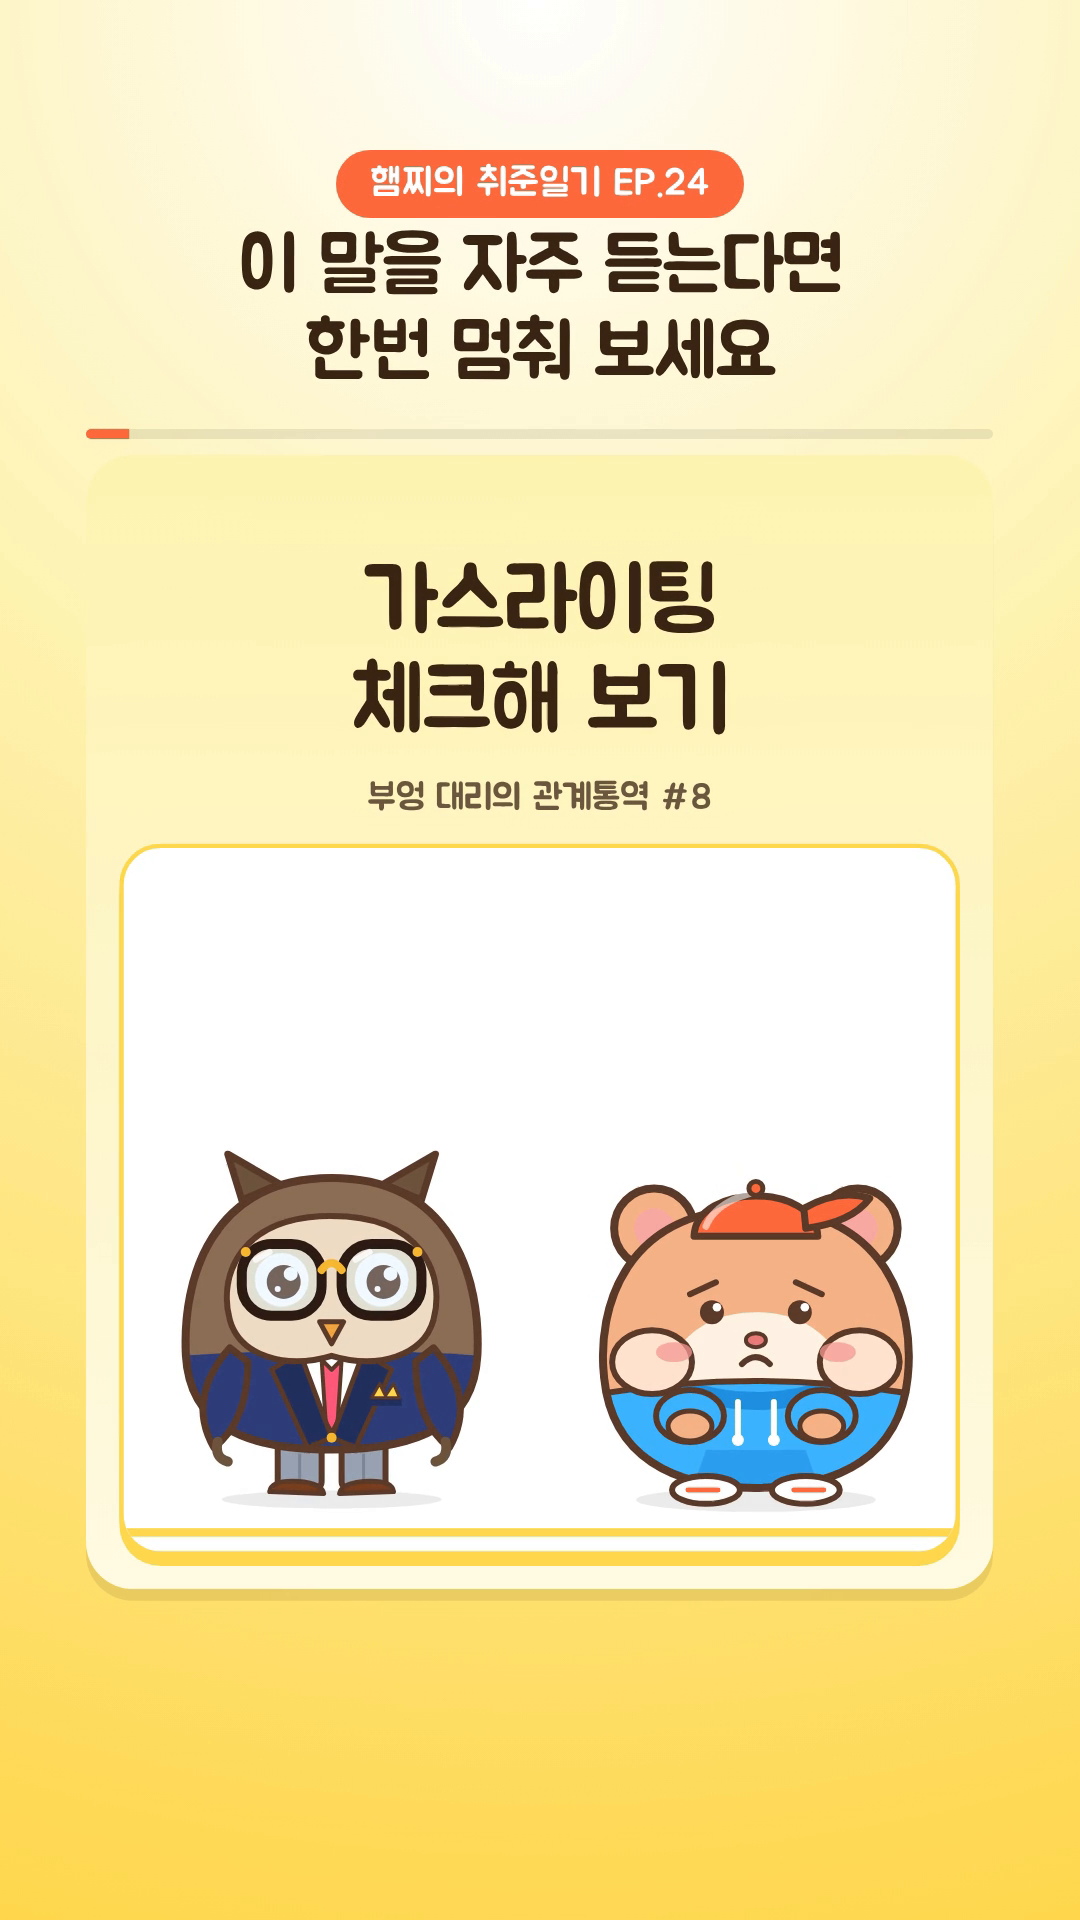 햄찌의 취준일기 EP.24
이 말을 자주 듣는다면
한번 멈춰 보세요
가스라이팅
체크해 보기
부엉 대리의 관계통역 #8